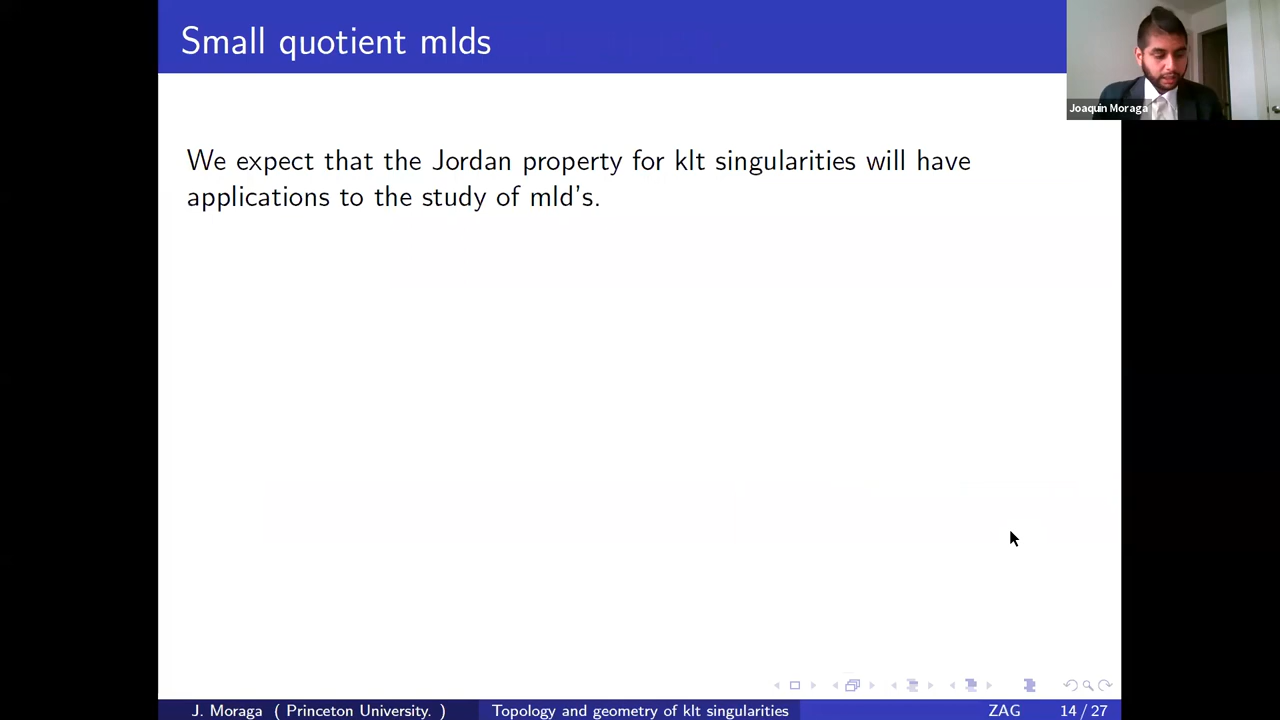 Small quotient mlds
Joaquín Moraga
We expect that the Jordan property for klt singularities will have
applications to the study of mld's.
J. Moraga ( Princeton University. )
Topology and geometry of klt singularities
ZAG
14 / 27